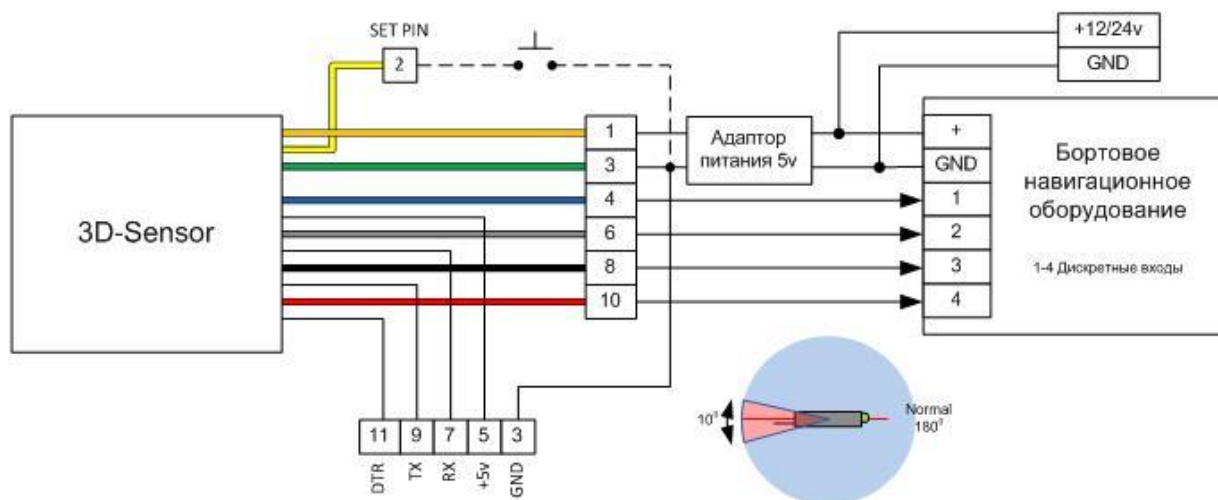 SET PIN
2
+12/24v
GND
3D-Sensor
1
3
4
6
8
10
Адаптор
питания 5v
+
GND
1
2
3
4
Бортовое
навигационное
оборудование
1-4 Дискретные входы
11
9
7
5
3
DTR
TX
RX
+5v
GND
10⁰
Normal
180⁰